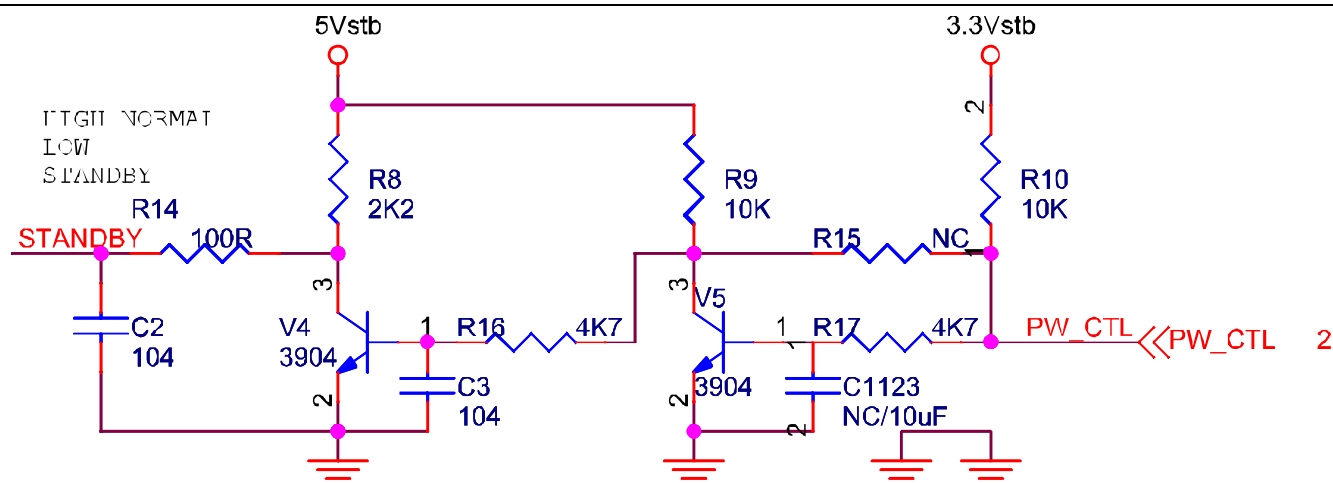 5Vstb
3.3Vstb
HIGH NORMAL
LOW
STANDBY
2
R8
2K2
R9
10K
R10
10K
R14
100R
STANDBY
R15
NC
1
3
3
V5
C2
104
V4
3904
1
R16
4K7
1
1
R17
4K7
PW_CTL
PW_CTL
2
2
C3
104
2
3904
C1123
NC/10uF
2